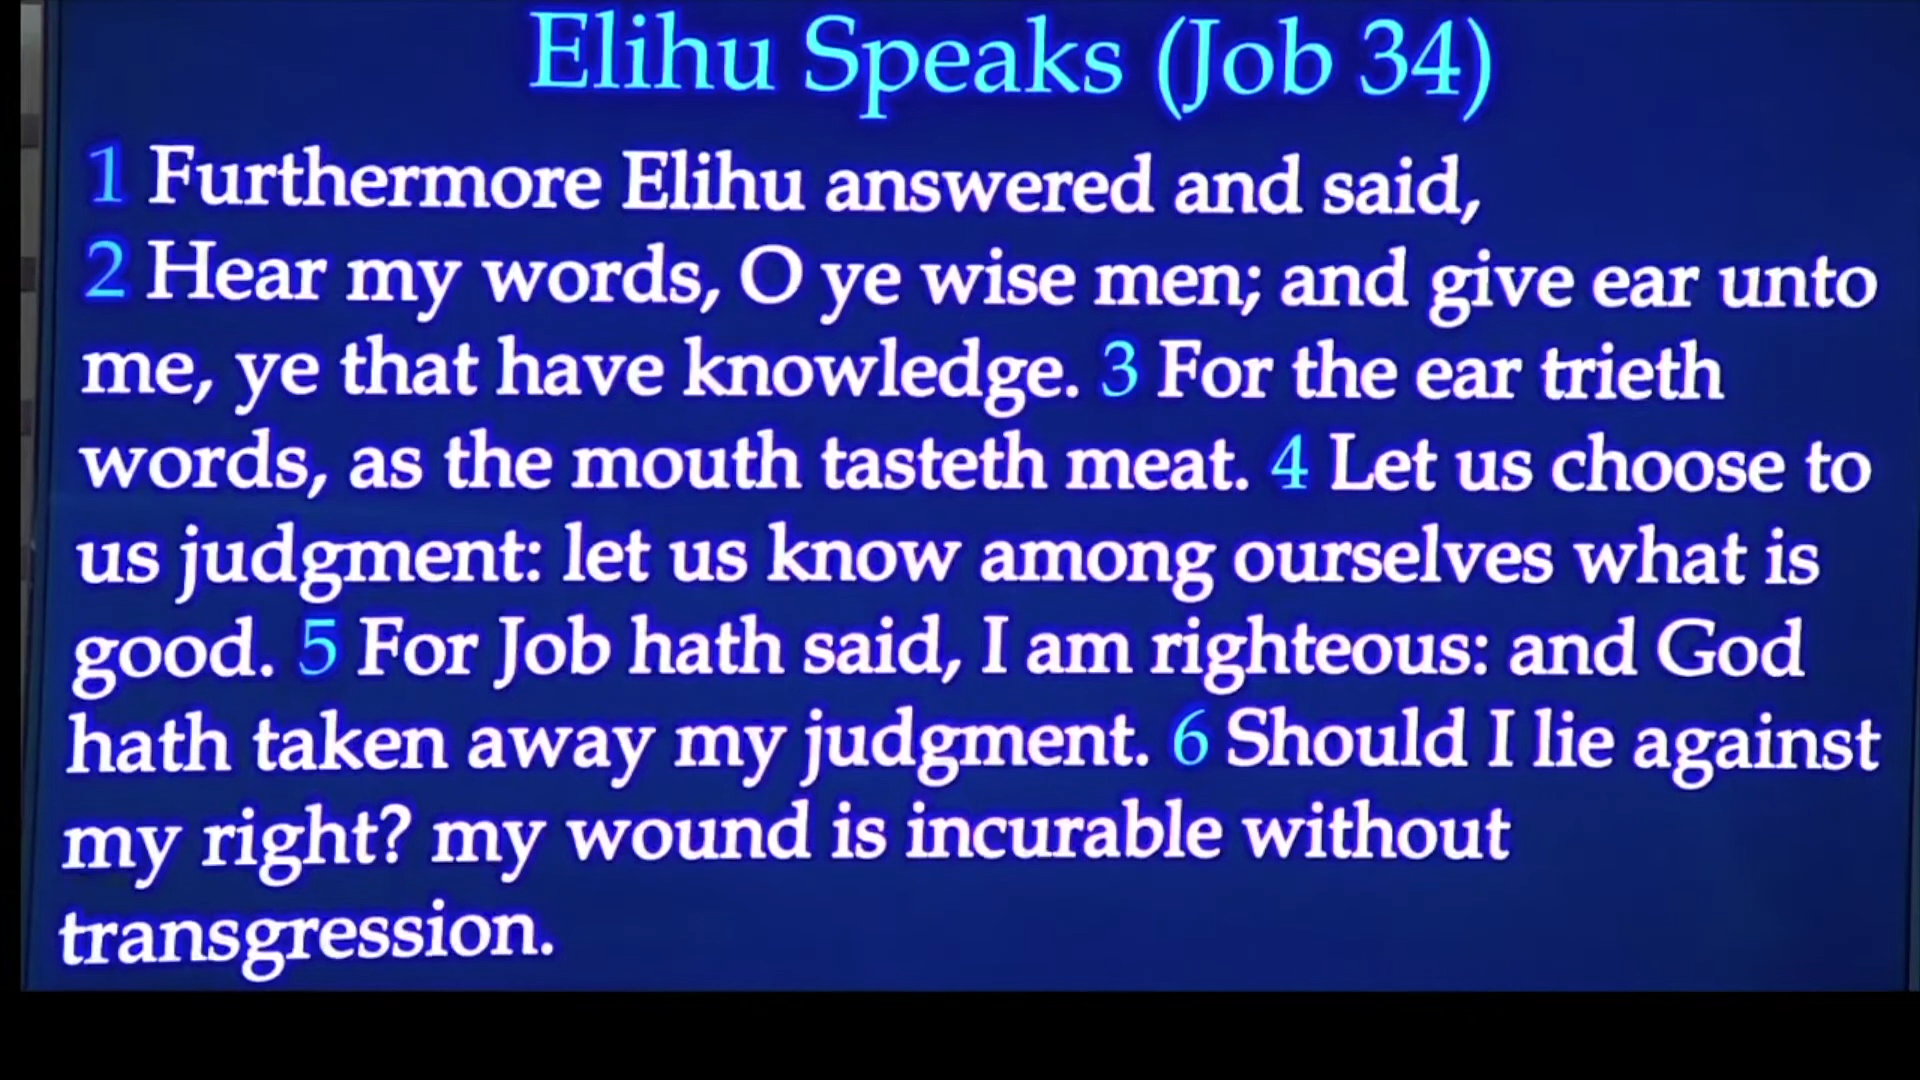 Elihu Speaks (Job 34)
1 Furthermore Elihu answered and said,
2 Hear my words, O ye wise men; and give ear unto
me, ye that have knowledge. 3 For the ear trieth
words, as the mouth tasteth meat. 4 Let us choose to
us judgment: let us know among ourselves what is
good. 5 For Job hath said, I am righteous: and God
hath taken away my judgment. 6 Should I lie against
my right? my wound is incurable without
transgression.